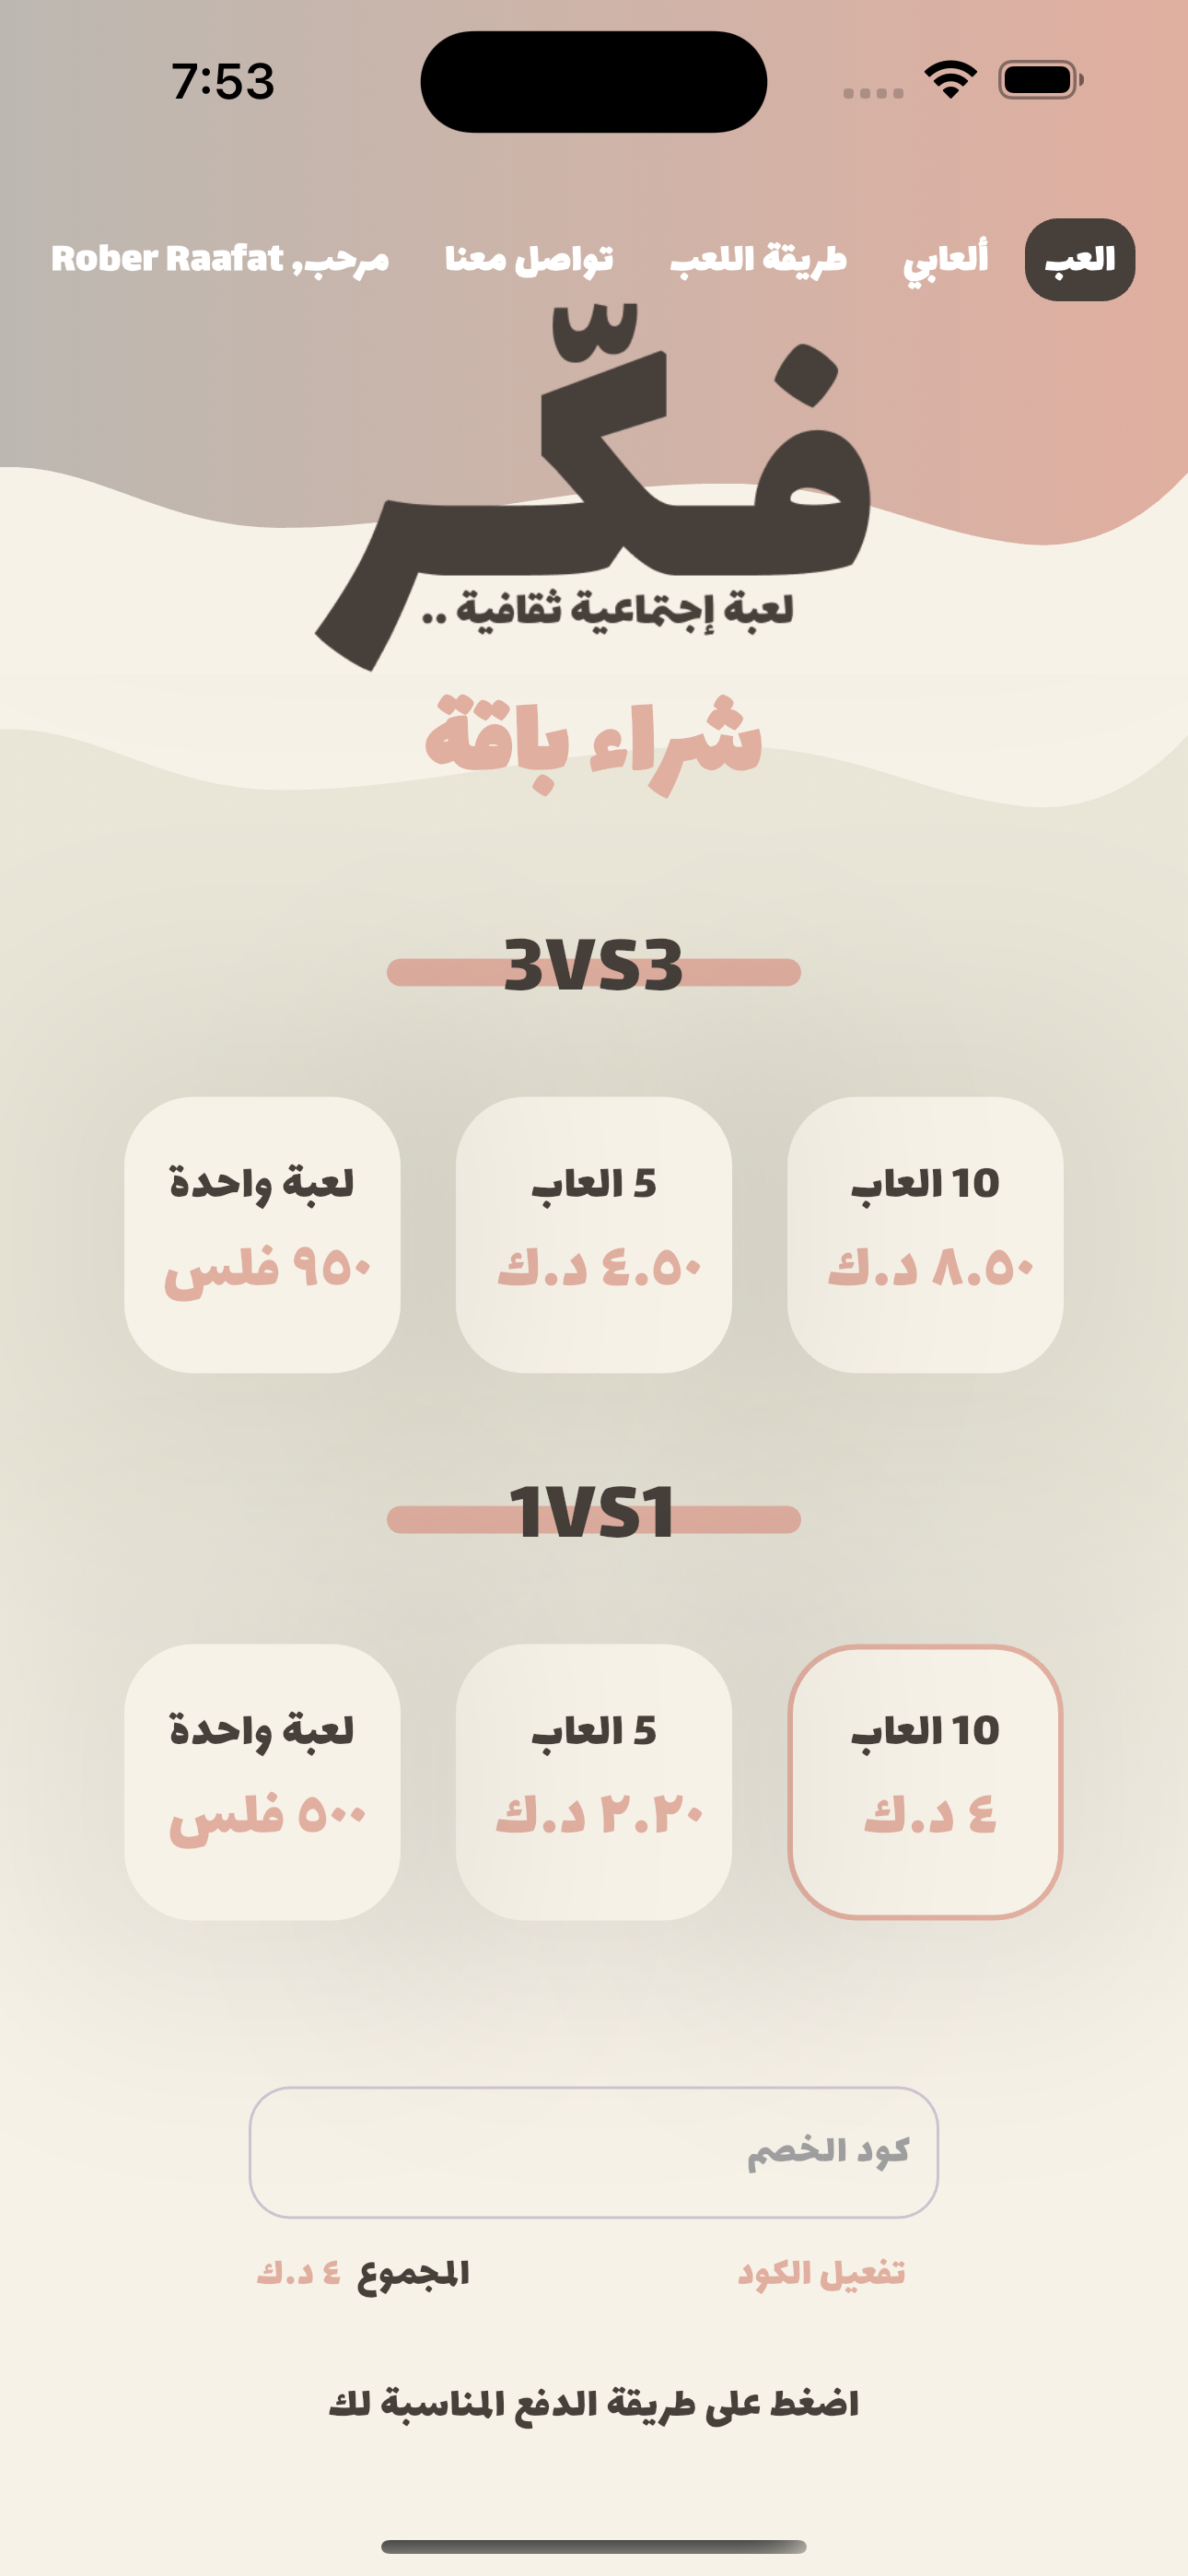 7:53
العب ألعابي طريقة اللعب تواصل معنا مرحب, Rober Raafat
فكّر
لعبة إجتماعية ثقافية ..
شراء باقة
3VS3
10 العاب 5 العاب لعبة واحدة
٨.٥٠ د.ك ٤.٥٠ د.ك ٩٥٠ فلس
1VS1
10 العاب 5 العاب لعبة واحدة
٤ د.ك ٢.٢٠ د.ك ٥٠٠ فلس
كود الخصم
تفعيل الكود المجموع ٤ د.ك
اضغط على طريقة الدفع المناسبة لك